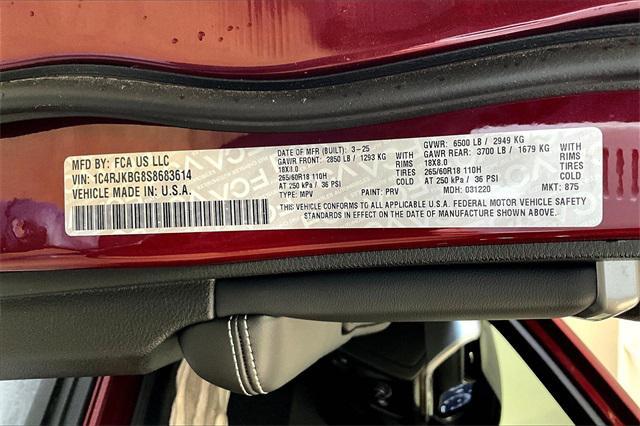 MFD BY: FCA US LLC
VIN: 1C4RJKBG8S8683614
VEHICLE MADE IN U.S.A.
DATE OF MFR (BUILT): 3-25
GAWR FRONT: 2850 LB / 1293 KG WITH
18X8.0 RIMS
265/60R18 110H TIRES
AT 250 kPa / 36 PSI COLD
TYPE: MPV PAINT: PRV MDH: 031220 MKT: 875
GVWR: 6500 LB / 2949 KG
GAWR REAR: 3700 LB / 1679 KG WITH
18X8.0 RIMS
265/60R18 110H TIRES
AT 250 kPa / 36 PSI COLD
THIS VEHICLE CONFORMS TO ALL APPLICABLE U.S.A. FEDERAL MOTOR VEHICLE SAFETY
STANDARDS IN EFFECT ON THE DATE OF MANUFACTURE SHOWN ABOVE.